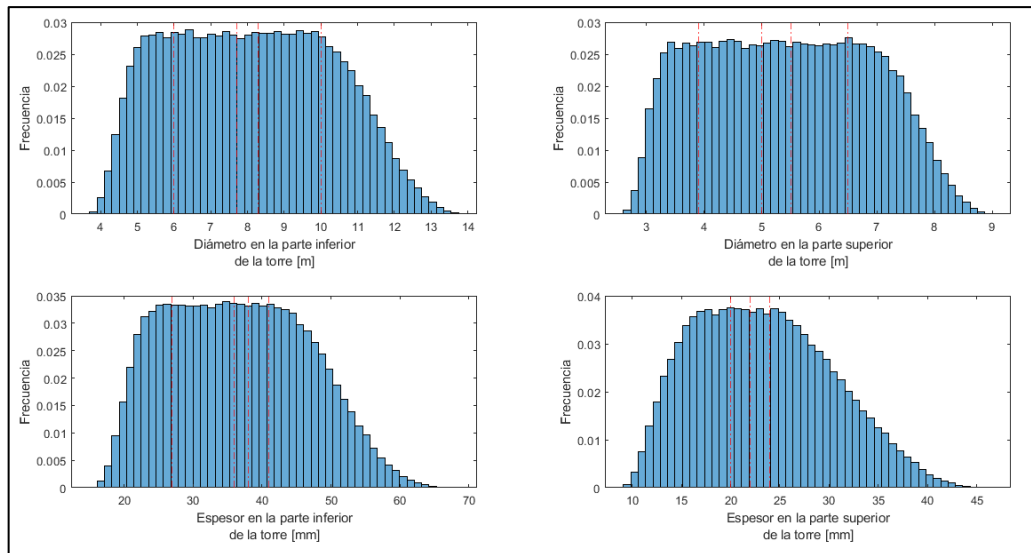 0.03
0.025
0.02
0.015
0.01
0.005
0
Frecuencia
4 5 6 7 8 9 10 11 12 13 14
Diámetro en la parte inferior
de la torre [m]
0.03
0.025
0.02
0.015
0.01
0.005
0
Frecuencia
3 4 5 6 7 8 9
Diámetro en la parte superior
de la torre [m]
0.035
0.03
0.025
0.02
0.015
0.01
0.005
0
Frecuencia
20 30 40 50 60 70
Espesor en la parte inferior
de la torre [mm]
0.04
0.03
0.02
0.01
0
Frecuencia
10 15 20 25 30 35 40 45
Espesor en la parte superior
de la torre [mm]